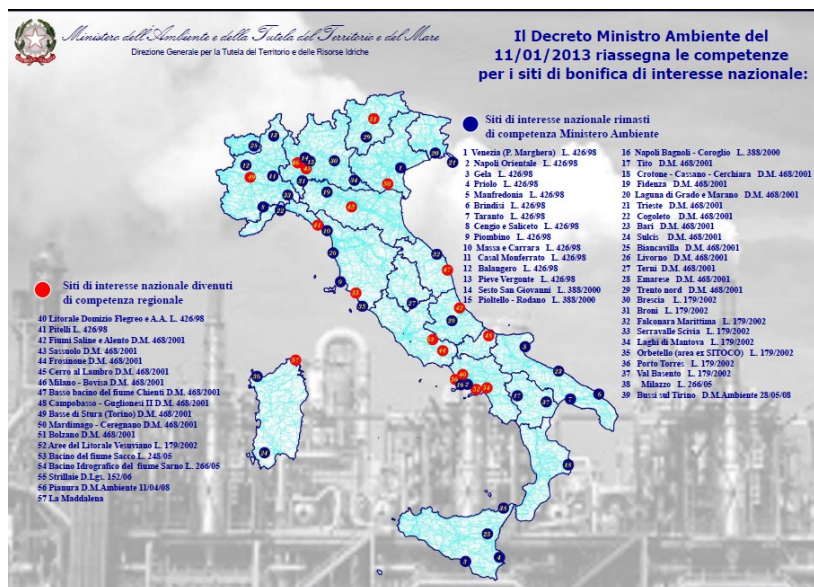 Ministero dell'Ambiente e della Tutela del Territorio e del Mare
Direzione Generale per la Tutela del Territorio e delle Risorse Idriche
Il Decreto Ministro Ambiente del
11/01/2013 riassegna le competenze
per i siti di bonifica di interesse nazionale:
Siti di interesse nazionale rimasti
di competenza Ministero Ambiente
1 Venezia (P. Marghera) L. 426/98
2 Napoli Orientale L. 426/98
3 Gela L. 426/98
4 Priolo L. 426/98
5 Manfredonia L. 426/98
6 Brindisi L. 426/98
7 Taranto L. 426/98
8 Cengio e Saliceto L. 426/98
9 Piombino L. 426/98
10 Massa e Carrara L. 426/98
11 Casal Monferrato L. 426/98
12 Balangero L. 426/98
13 Pieve Vergonte L. 426/98
14 Sesto San Giovanni L. 388/2000
15 Pioltello - Rodano L. 388/2000
16 Napoli Bagnoli - Coroglio L. 388/2000
17 Tito D.M. 468/2001
18 Crotone - Cassano - Cerchiara D.M. 468/2001
19 Fidenza D.M. 468/2001
20 Laguna di Grado e Marano D.M. 468/2001
21 Trieste D.M. 468/2001
22 Cogoleto D.M. 468/2001
23 Bari D.M. 468/2001
24 Sulcis D.M. 468/2001
25 Biancavilla D.M. 468/2001
26 Livorno D.M. 468/2001
27 Terni D.M. 468/2001
28 Emarese D.M. 468/2001
29 Trento nord D.M. 468/2001
30 Brescia L. 179/2002
31 Broni L. 179/2002
32 Falconara Marittima L. 179/2002
33 Serravalle Scivia L. 179/2002
34 Laghi di Mantova L. 179/2002
35 Orbetello (area ex SITOCO) L. 179/2002
36 Porto Torres L. 179/2002
37 Val Basento L. 179/2002
38 Milazzo L. 266/05
39 Bussi sul Tirino D.M.Ambiente 28/05/08
Siti di interesse nazionale divenuti
di competenza regionale
40 Litorale Domizio Flegreo e A.A. L. 426/98
41 Pitelli L. 426/98
42 Fiumi Saline e Alento D.M. 468/2001
43 Sassuolo D.M. 468/2001
44 Frosinone D.M. 468/2001
45 Cerro al Lambro D.M. 468/2001
46 Milano - Bovisa D.M. 468/2001
47 Basso bacino del fiume Chienti D.M. 468/2001
48 Campobasso - Guglionesi II D.M. 468/2001
49 Basse di Stura (Torino) D.M. 468/2001
50 Mardimago - Ceregnano D.M. 468/2001
51 Bolzano D.M. 468/2001
52 Aree del Litorale Vesuviano L. 179/2002
53 Bacino del fiume Sacco L. 248/05
54 Bacino Idrografico del fiume Sarno L. 266/05
55 Strillaie D.Lgs. 152/06
56 Pianura D.M.Ambiente 11/04/08
57 La Maddalena